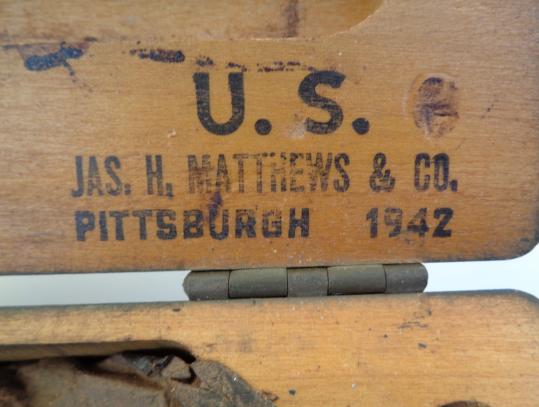 U.S.
JAS. H. MATTHEWS & CO.
PITTSBURGH 1942